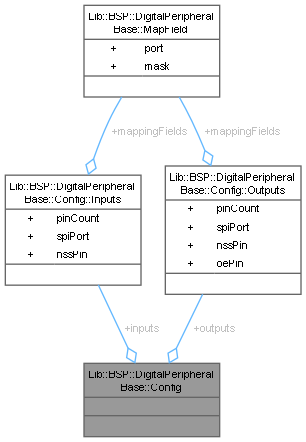 Lib::BSP::DigitalPeripheral
Base::MapField
+ port
+ mask
+mappingFields
+mappingFields
Lib::BSP::DigitalPeripheral
Base::Config::Inputs
+ pinCount
+ spiPort
+ nssPin
Lib::BSP::DigitalPeripheral
Base::Config::Outputs
+ pinCount
+ spiPort
+ nssPin
+ oePin
+inputs
+outputs
Lib::BSP::DigitalPeripheral
Base::Config